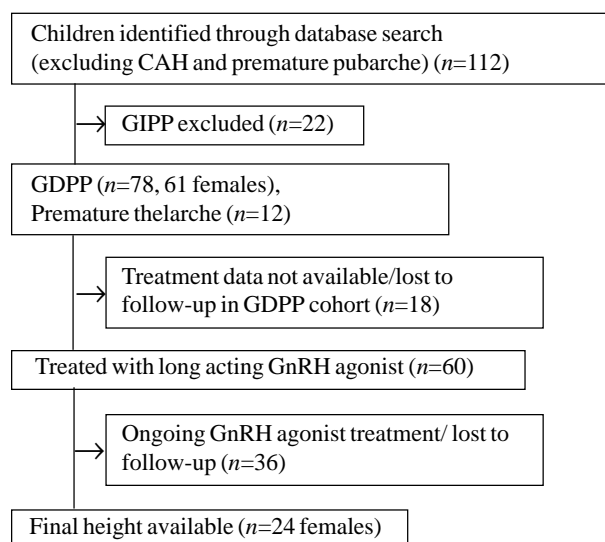 Children identified through database search
(excluding CAH and premature pubarche) (n=112)
GIPP excluded (n=22)
GDPP (n=78, 61 females),
Premature thelarche (n=12)
Treatment data not available/lost to
follow-up in GDPP cohort (n=18)
Treated with long acting GnRH agonist (n=60)
Ongoing GnRH agonist treatment/ lost to
follow-up (n=36)
Final height available (n=24 females)